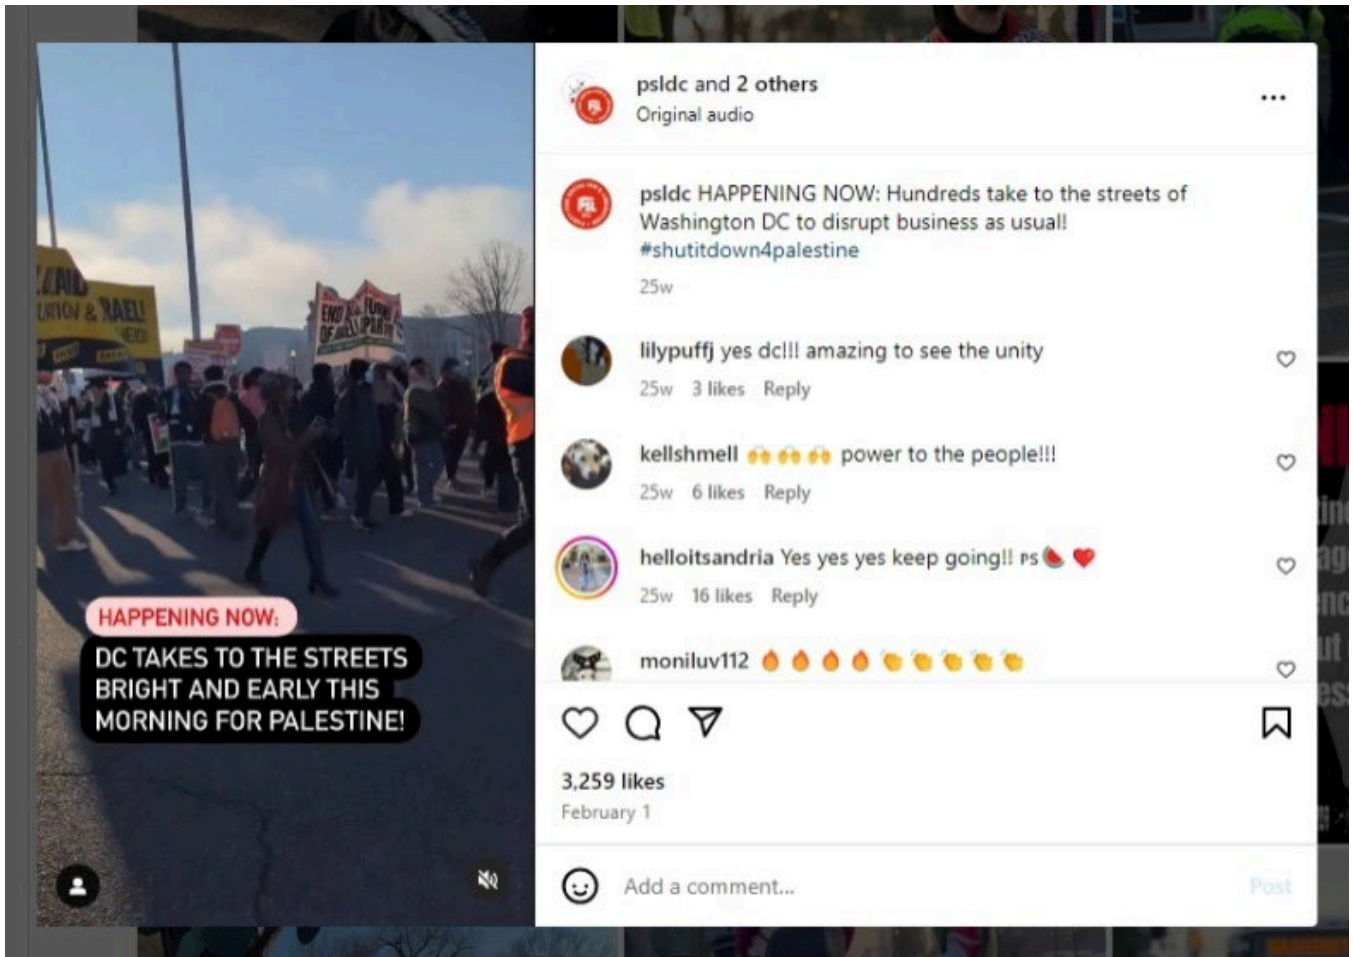 psldc and 2 others
Original audio
psldc HAPPENING NOW: Hundreds take to the streets of
Washington DC to disrupt business as usual!
#shutitdown4palestine
25w
lilypuffj yes dc!!! amazing to see the unity
25w 3 likes Reply
kellshmell 🙌🙌🙌 power to the people!!!
25w 6 likes Reply
helloitsandria Yes yes yes keep going!! PS🍉❤️
25w 16 likes Reply
moniluv112 🔥🔥🔥🔥👏👏👏👏👏
3,259 likes
February 1
Add a comment...
Post
& RAEL!
END
OF
HAPPENING NOW:
DC TAKES TO THE STREETS
BRIGHT AND EARLY THIS
MORNING FOR PALESTINE!